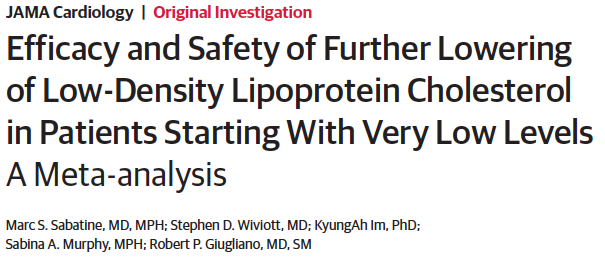 JAMA Cardiology | Original Investigation
Efficacy and Safety of Further Lowering
of Low-Density Lipoprotein Cholesterol
in Patients Starting With Very Low Levels
A Meta-analysis
Marc S. Sabatine, MD, MPH; Stephen D. Wiviott, MD; KyungAh Im, PhD;
Sabina A. Murphy, MPH; Robert P. Giugliano, MD, SM